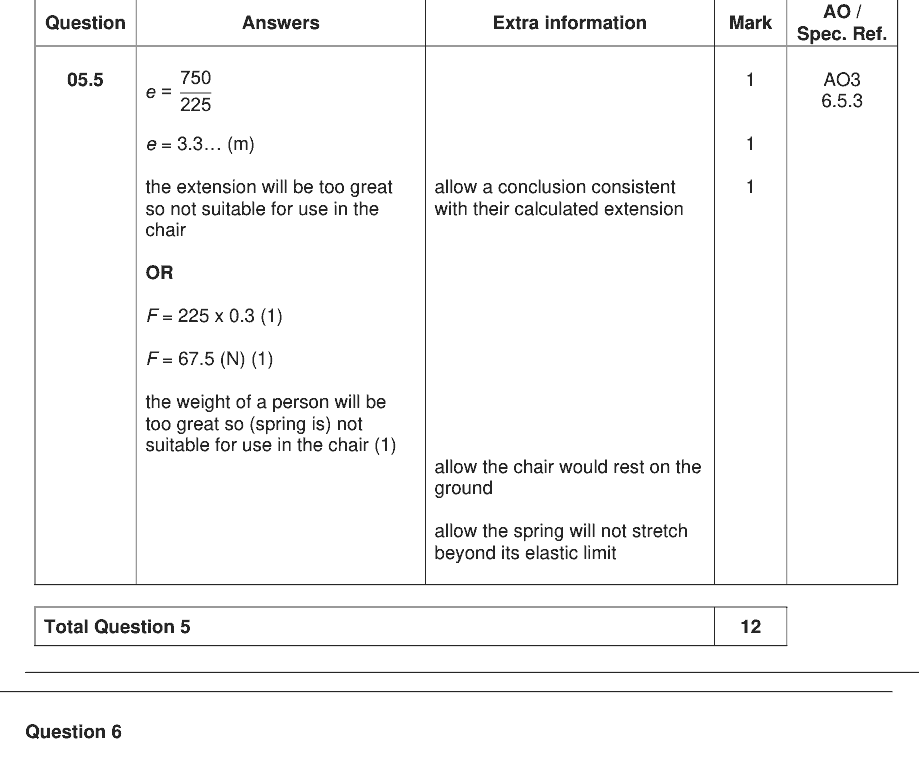 Question Answers Extra information Mark AO /
Spec. Ref.
05.5 e = 750/225 1 AO3
6.5.3
e = 3.3… (m) 1
the extension will be too great allow a conclusion consistent 1
so not suitable for use in the with their calculated extension
chair
OR
F = 225 x 0.3 (1)
F = 67.5 (N) (1)
the weight of a person will be
too great so (spring is) not
suitable for use in the chair (1)
allow the chair would rest on the
ground
allow the spring will not stretch
beyond its elastic limit
Total Question 5 12
Question 6